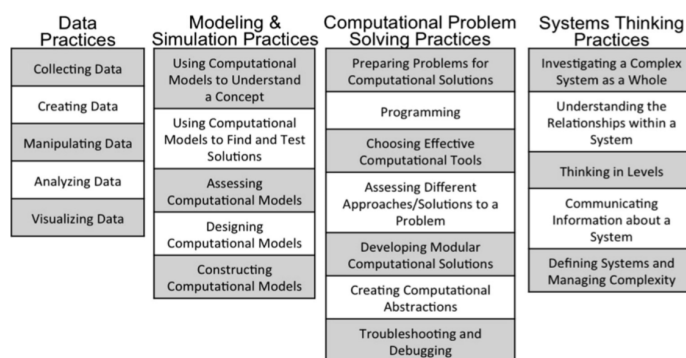 Data
Practices
Collecting Data
Creating Data
Manipulating Data
Analyzing Data
Visualizing Data
Modeling &
Simulation Practices
Using Computational
Models to Understand
a Concept
Using Computational
Models to Find and Test
Solutions
Assessing
Computational Models
Designing
Computational Models
Constructing
Computational Models
Computational Problem
Solving Practices
Preparing Problems for
Computational Solutions
Programming
Choosing Effective
Computational Tools
Assessing Different
Approaches/Solutions to a
Problem
Developing Modular
Computational Solutions
Creating Computational
Abstractions
Troubleshooting and
Debugging
Systems Thinking
Practices
Investigating a Complex
System as a Whole
Understanding the
Relationships within a
System
Thinking in Levels
Communicating
Information about a
System
Defining Systems and
Managing Complexity